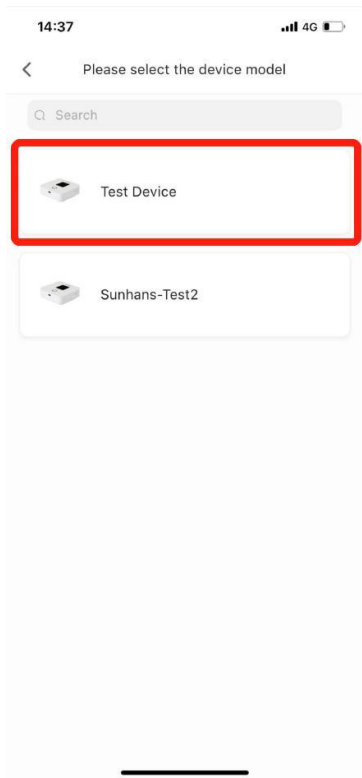 14:37 4G
Please select the device model
Search
Test Device
Sunhans-Test2